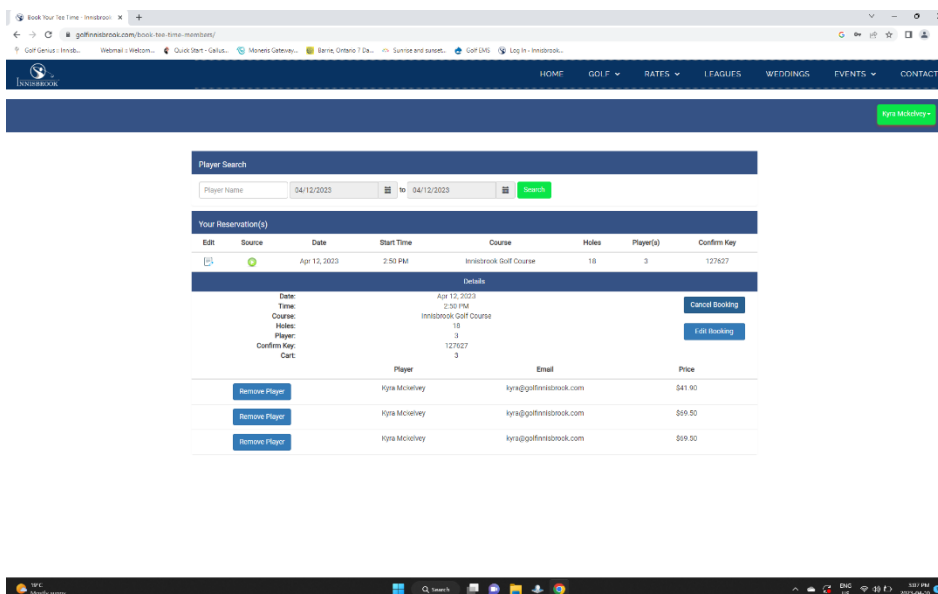 Book Your Tee Time - Innisbrook
golfinnisbrook.com/book-tee-time-members/
Golf Genius :: Innisb... Webmail :: Welcom... Quick Start - Gallus... Moneris Gateway... Barrie, Ontario 7 Da... Sunrise and sunset... Golf EMS Log In - Innisbrook...
INNISBROOK HOME GOLF RATES LEAGUES WEDDINGS EVENTS CONTACT
Kyra Mckelvey
Player Search
Player Name 04/12/2023 to 04/12/2023 Search
Your Reservation(s)
Edit Source Date Start Time Course Holes Player(s) Confirm Key
Apr 12, 2023 2:50 PM Innisbrook Golf Course 18 3 127627
Details
Date: Apr 12, 2023
Time: 2:50 PM
Course: Innisbrook Golf Course
Holes: 18
Player: 3
Confirm Key: 127627
Cart: 3
Cancel Booking
Edit Booking
Player Email Price
Remove Player Kyra Mckelvey kyra@golfinnisbrook.com $41.90
Remove Player Kyra Mckelvey kyra@golfinnisbrook.com $69.50
Remove Player Kyra Mckelvey kyra@golfinnisbrook.com $69.50
Search ENG 5:07 PM
Mostly sunny US